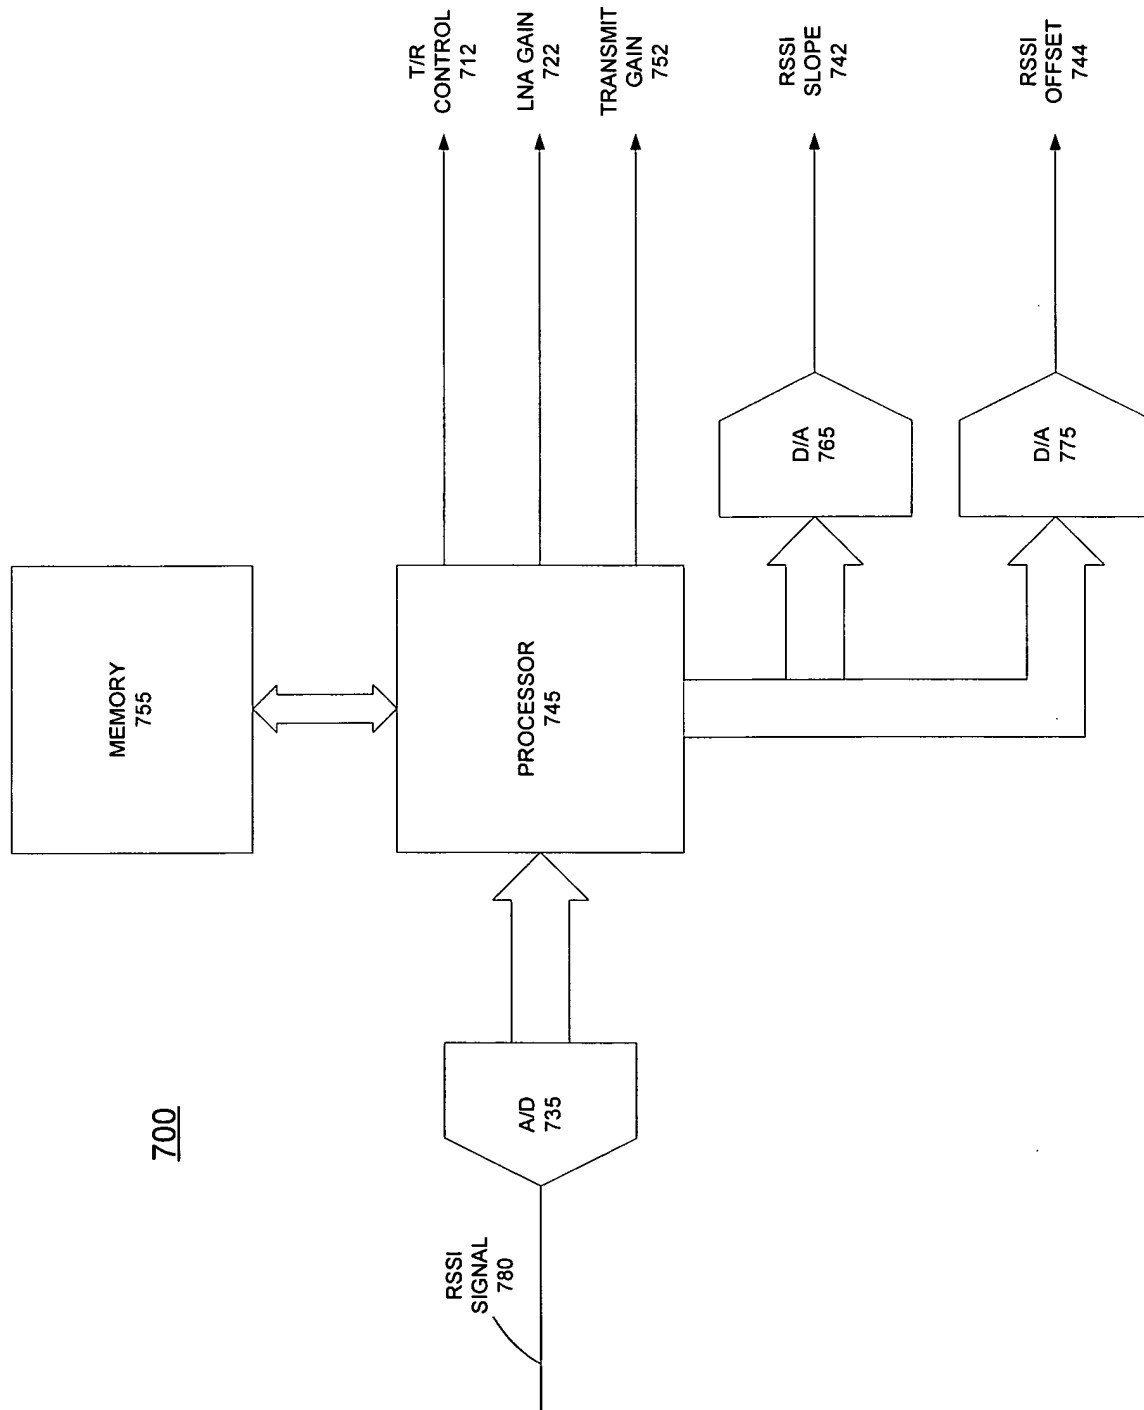 700
MEMORY
755
T/R
CONTROL
712
LNA GAIN
722
TRANSMIT
GAIN
752
RSSI
SIGNAL
780
A/D
735
PROCESSOR
745
D/A
765
RSSI
SLOPE
742
D/A
775
RSSI
OFFSET
744